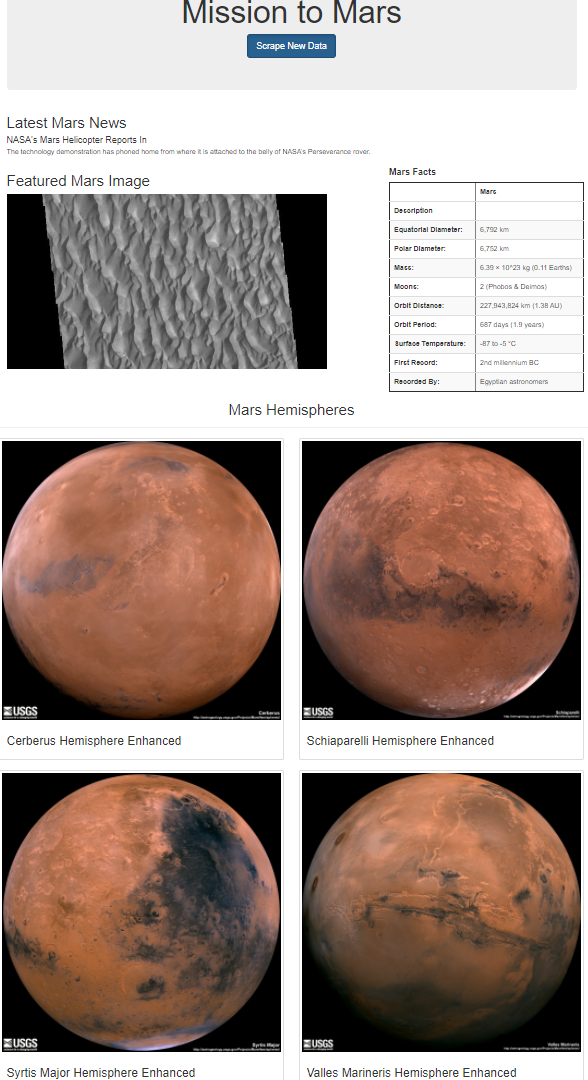 Mission to Mars
Scrape New Data
Latest Mars News
NASA's Mars Helicopter Reports In
The technology demonstration has phoned home from where it is attached to the belly of NASA's Perseverance rover.
Featured Mars Image
Mars Facts
Mars
Description
Equatorial Diameter: 6,792 km
Polar Diameter: 6,752 km
Mass: 6.39 × 10^23 kg (0.11 Earths)
Moons: 2 (Phobos & Deimos)
Orbit Distance: 227,943,824 km (1.38 AU)
Orbit Period: 687 days (1.9 years)
Surface Temperature: -87 to -5 °C
First Record: 2nd millennium BC
Recorded By: Egyptian astronomers
Mars Hemispheres
USGS
Cerberus
USGS
Schiaparelli
Cerberus Hemisphere Enhanced
Schiaparelli Hemisphere Enhanced
USGS
Syrtis Major
USGS
Valles Marineris
Syrtis Major Hemisphere Enhanced
Valles Marineris Hemisphere Enhanced